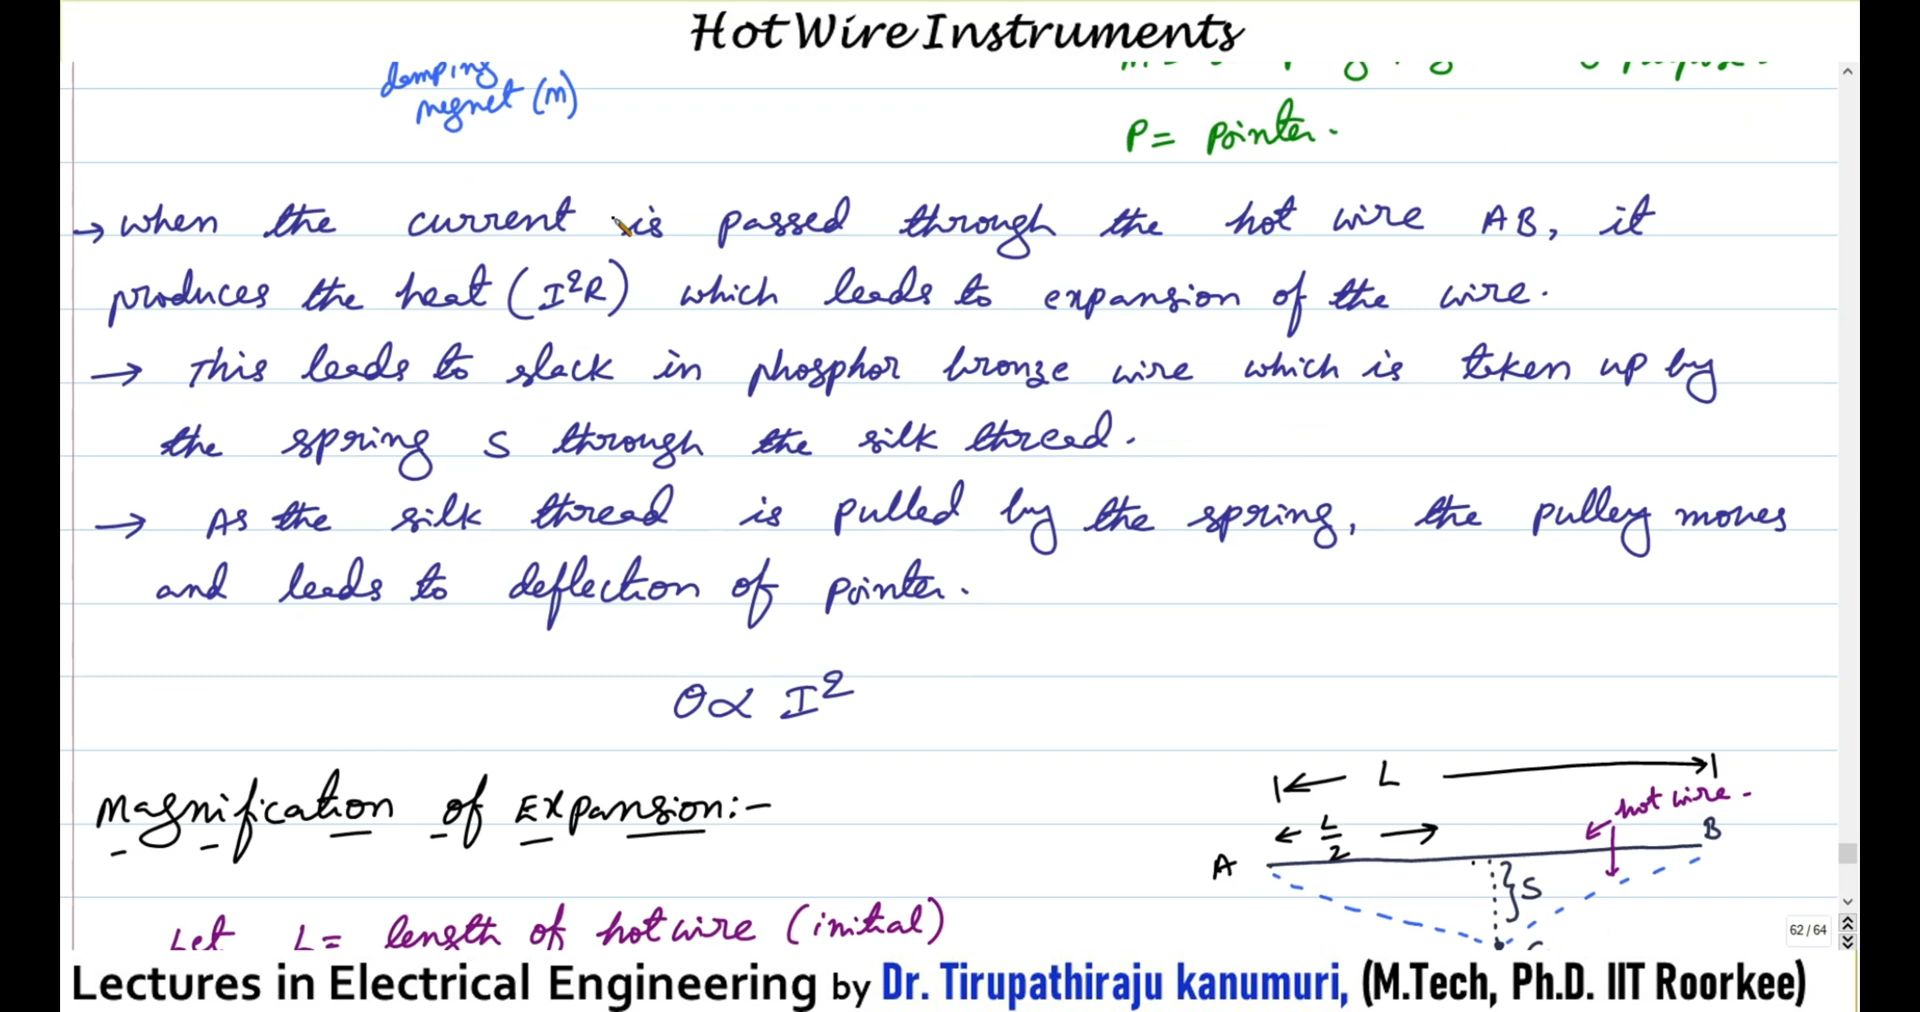 Hot Wire Instruments
damping
magnet (m)
P = Pointer.
→ when the current is passed through the hot wire AB, it
produces the heat (I²R) which leads to expansion of the wire.
→ This leads to slack in phosphor bronze wire which is taken up by
the spring S through the silk thread.
→ As the silk thread is pulled by the spring, the pulley moves
and leads to deflection of pointer.
θ ∝ I²
Magnification of Expansion:-
L
hot wire.
L/2
A
B
S
Let L = length of hot wire (initial)
62 / 64
Lectures in Electrical Engineering by Dr. Tirupathiraju kanumuri, (M.Tech, Ph.D. IIT Roorkee)